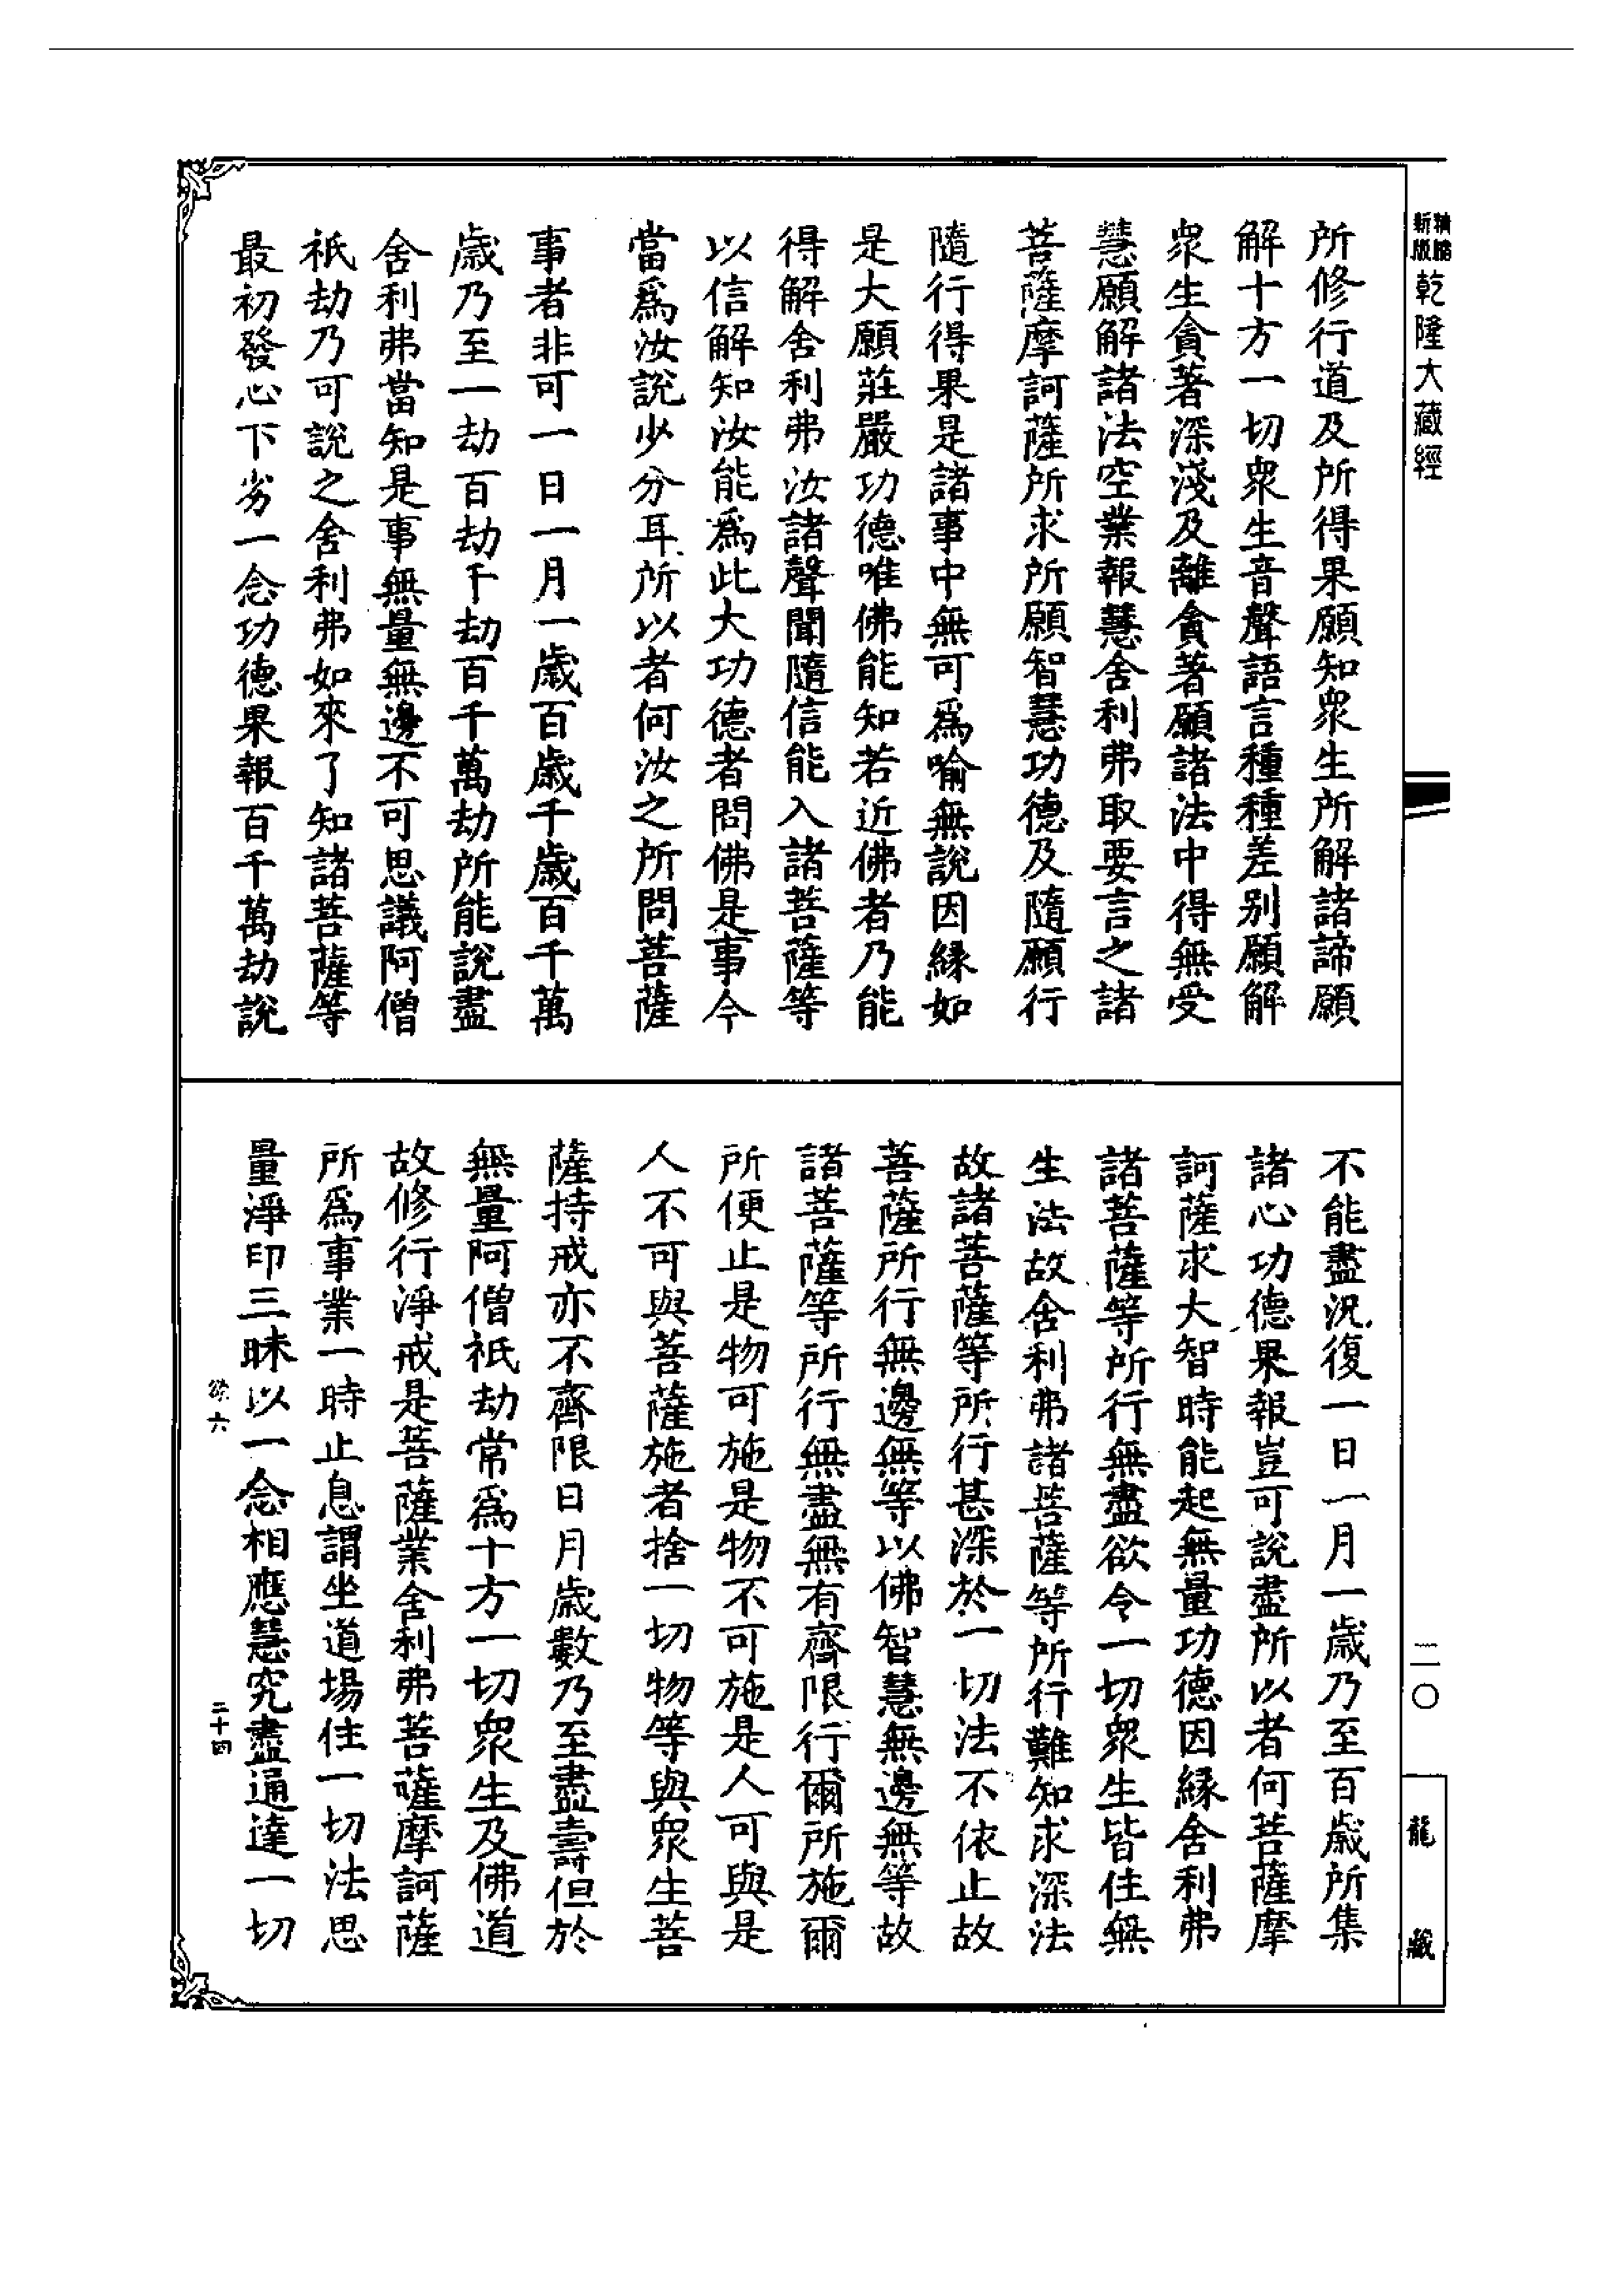 新版
精縮
乾隆大藏經
所修行道及所得果願知衆生所解諸諦願
解十方一切衆生音聲語言種種差别願解
衆生貪著深淺及離貪著願諸法中得無受
慧願解諸法空業報慧舍利弗取要言之諸
菩薩摩訶薩所求所願智慧功德及隨願行
隨行得果是諸事中無可爲喻無說因緣如
是大願莊嚴功德唯佛能知若近佛者乃能
得解舍利弗汝諸聲聞隨信能入諸菩薩等
以信解知汝能爲此大功德者問佛是事今
當爲汝說少分耳所以者何汝之所問菩薩
事者非可一日一月一歲百歲千歲百千萬
歲乃至一劫百劫千劫百千萬劫所能說盡
舍利弗當知是事無量無邊不可思議阿僧
祇劫乃可說之舍利弗如來了知諸菩薩等
最初發心下劣一念功德果報百千萬劫說
二〇
龍藏
不能盡況復一日一月一歲乃至百歲所集
諸心功德果報豈可說盡所以者何菩薩摩
訶薩求大智時能起無量功德因緣舍利弗
諸菩薩等所行無盡欲令一切衆生皆住無
生法故舍利弗諸菩薩等所行難知求深法
故諸菩薩等所行甚深於一切法不依止故
菩薩所行無邊無等以佛智慧無邊無等故
諸菩薩等所行無盡無有齊限行爾所施爾
所便止是物可施是物不可施是人可與是
人不可與菩薩施者捨一切物等與衆生菩
薩持戒亦不齊限日月歲數乃至盡壽但於
無量阿僧祇劫常爲十方一切衆生及佛道
故修行淨戒是菩薩業舍利弗菩薩摩訶薩
所爲事業一時止息謂坐道場住一切法思
量淨印三昧以一念相應慧究盡通達一切
六
二十四